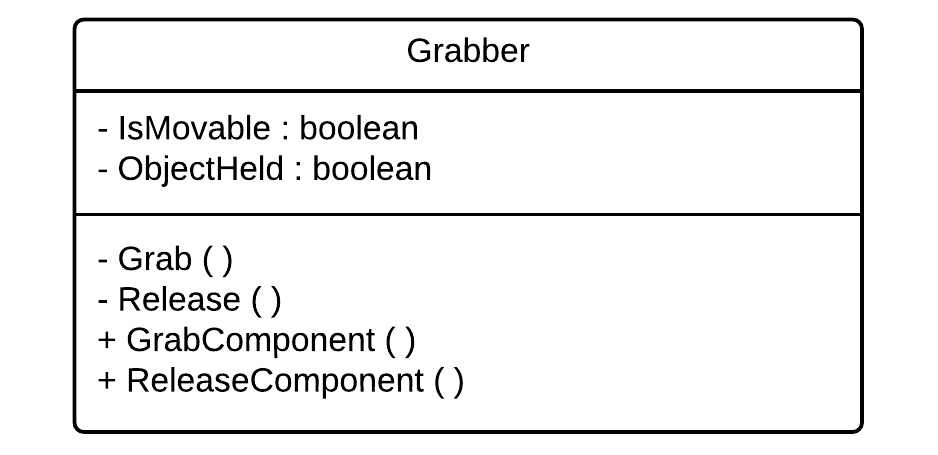 Grabber
- IsMovable : boolean
- ObjectHeld : boolean
- Grab ( )
- Release ( )
+ GrabComponent ( )
+ ReleaseComponent ( )